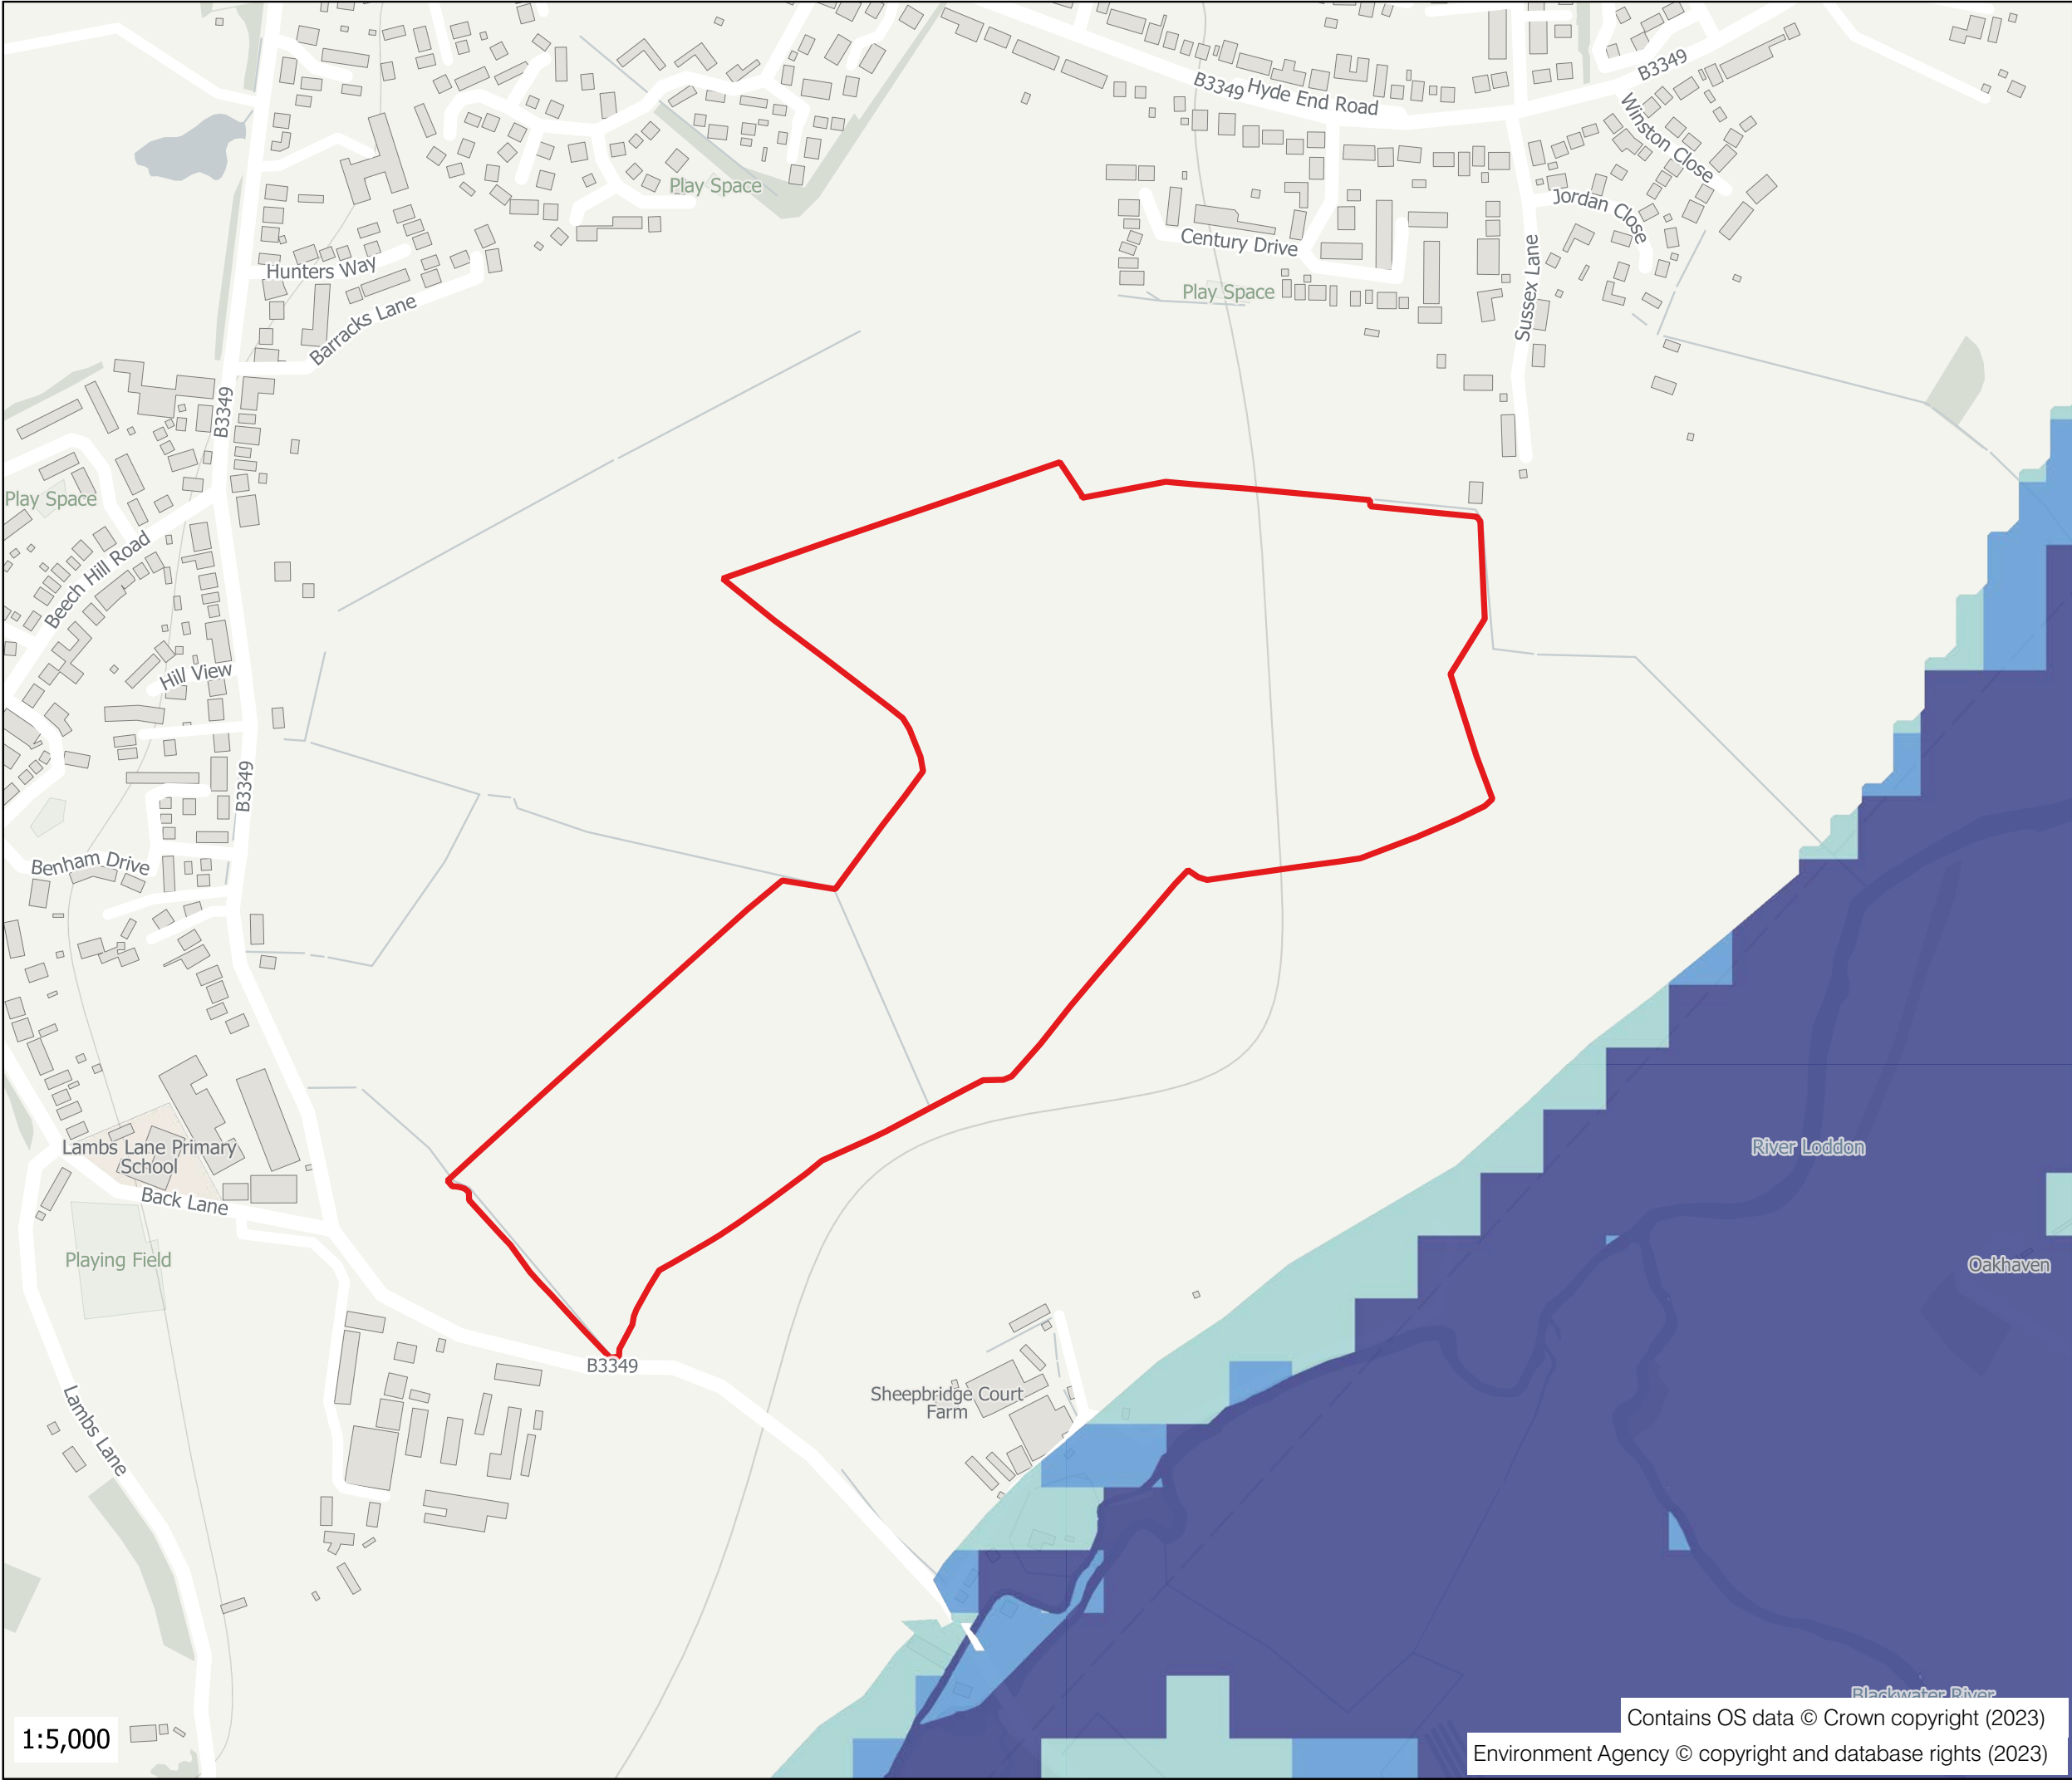 B3349
B3349
Hyde End Road
Winston Close
Play Space
Jordan Close
Century Drive
Hunters Way
Sussex Lane
Play Space
Barracks Lane
B3349
Play Space
Beech Hill Road
Hill View
B3349
Benham Drive
Lambs Lane Primary
School
River Loddon
Back Lane
Playing Field
Oakhaven
B3349
Sheepbridge Court
Farm
Lambs Lane
Blackwater River
1:5,000
Contains OS data © Crown copyright (2023)
Environment Agency © copyright and database rights (2023)